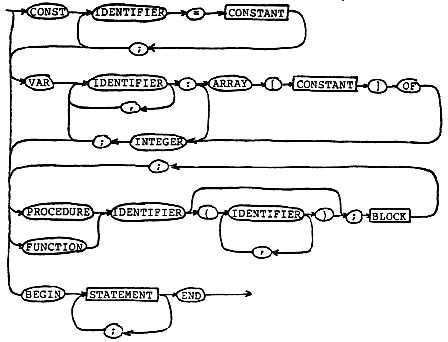 CONST IDENTIFIER = CONSTANT
;
VAR IDENTIFIER : ARRAY [ CONSTANT ] OF
,
; INTEGER
;
PROCEDURE IDENTIFIER ( IDENTIFIER ) ; BLOCK
FUNCTION
,
BEGIN STATEMENT END
;